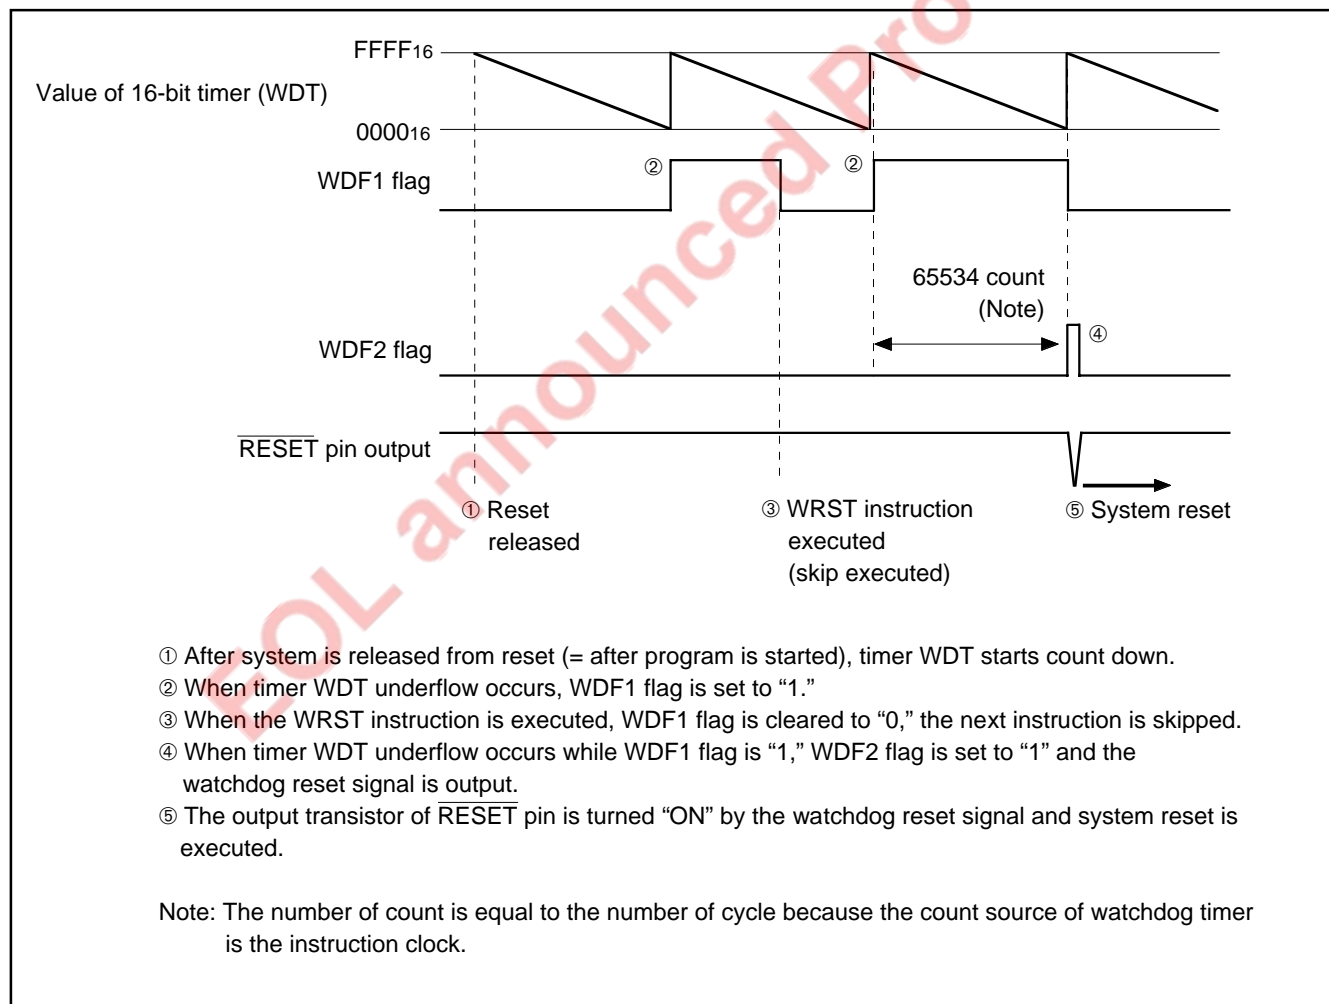 FFFF16
Value of 16-bit timer (WDT)
000016
② ②
WDF1 flag
65534 count
(Note)
④
WDF2 flag
RESET pin output
① Reset
released
③ WRST instruction
executed
(skip executed)
⑤ System reset
① After system is released from reset (= after program is started), timer WDT starts count down.
② When timer WDT underflow occurs, WDF1 flag is set to “1.”
③ When the WRST instruction is executed, WDF1 flag is cleared to “0,” the next instruction is skipped.
④ When timer WDT underflow occurs while WDF1 flag is “1,” WDF2 flag is set to “1” and the
watchdog reset signal is output.
⑤ The output transistor of RESET pin is turned “ON” by the watchdog reset signal and system reset is
executed.
Note: The number of count is equal to the number of cycle because the count source of watchdog timer
is the instruction clock.
EOL announced Pro